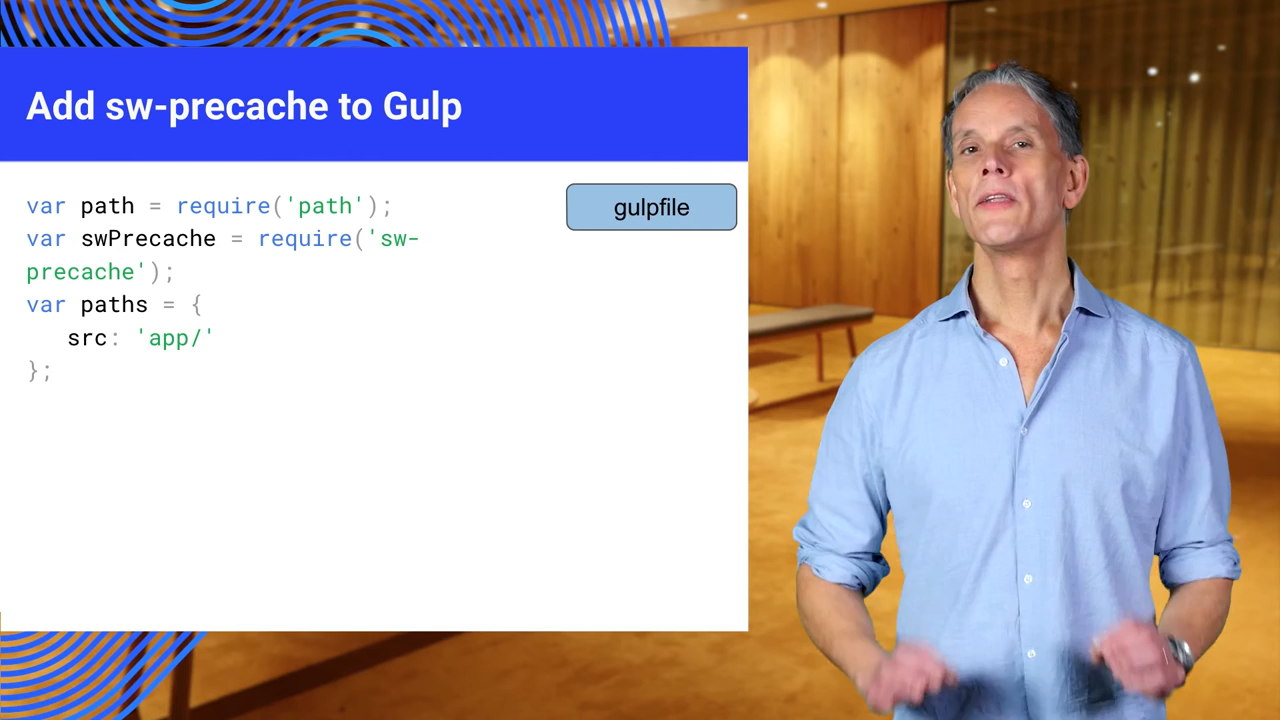 Add sw-precache to Gulp
var path = require('path');
gulpfile
var swPrecache = require('sw-
precache');
var paths = {
src: 'app/'
};